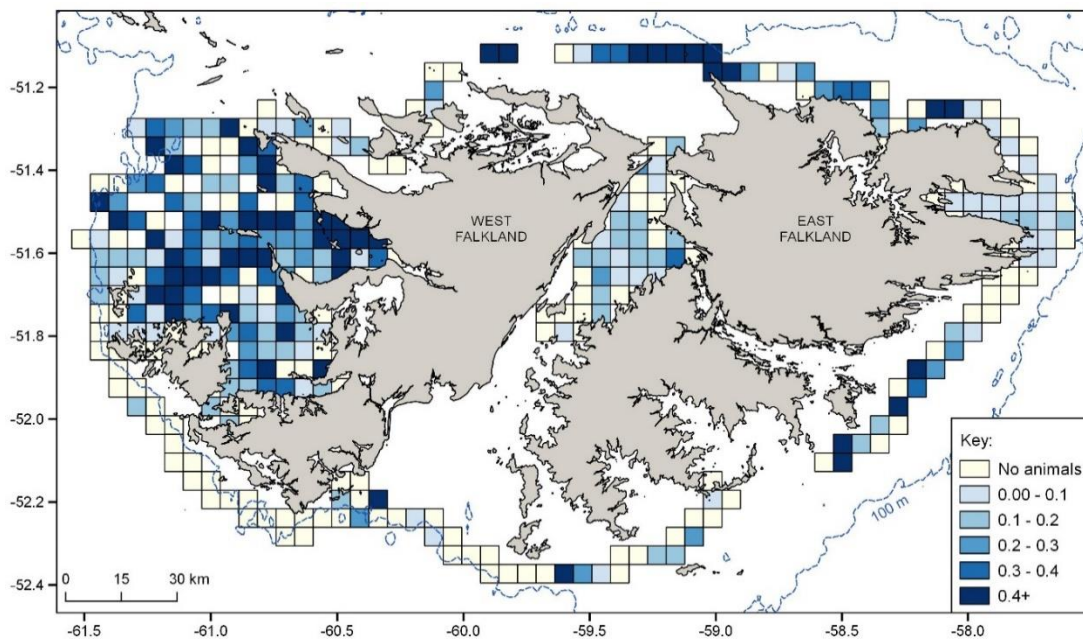 -51.2
-51.4
-51.6
-51.8
-52.0
-52.2
-52.4
WEST
FALKLAND
EAST
FALKLAND
100 m
Key:
No animals
0.00 - 0.1
0.1 - 0.2
0.2 - 0.3
0.3 - 0.4
0.4+
0 15 30 km
-61.5 -61.0 -60.5 -60.0 -59.5 -59.0 -58.5 -58.0